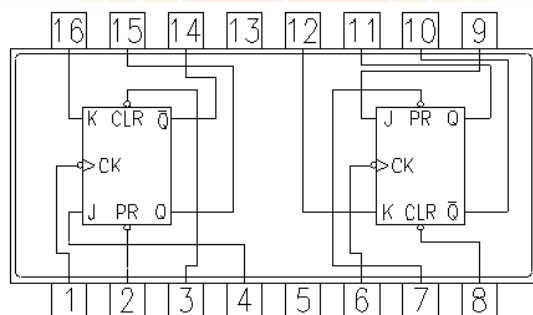 16 15 14 13 12 11 10 9
K CLR Q̅ J PR Q
CK CK
J PR Q K CLR Q̅
1 2 3 4 5 6 7 8